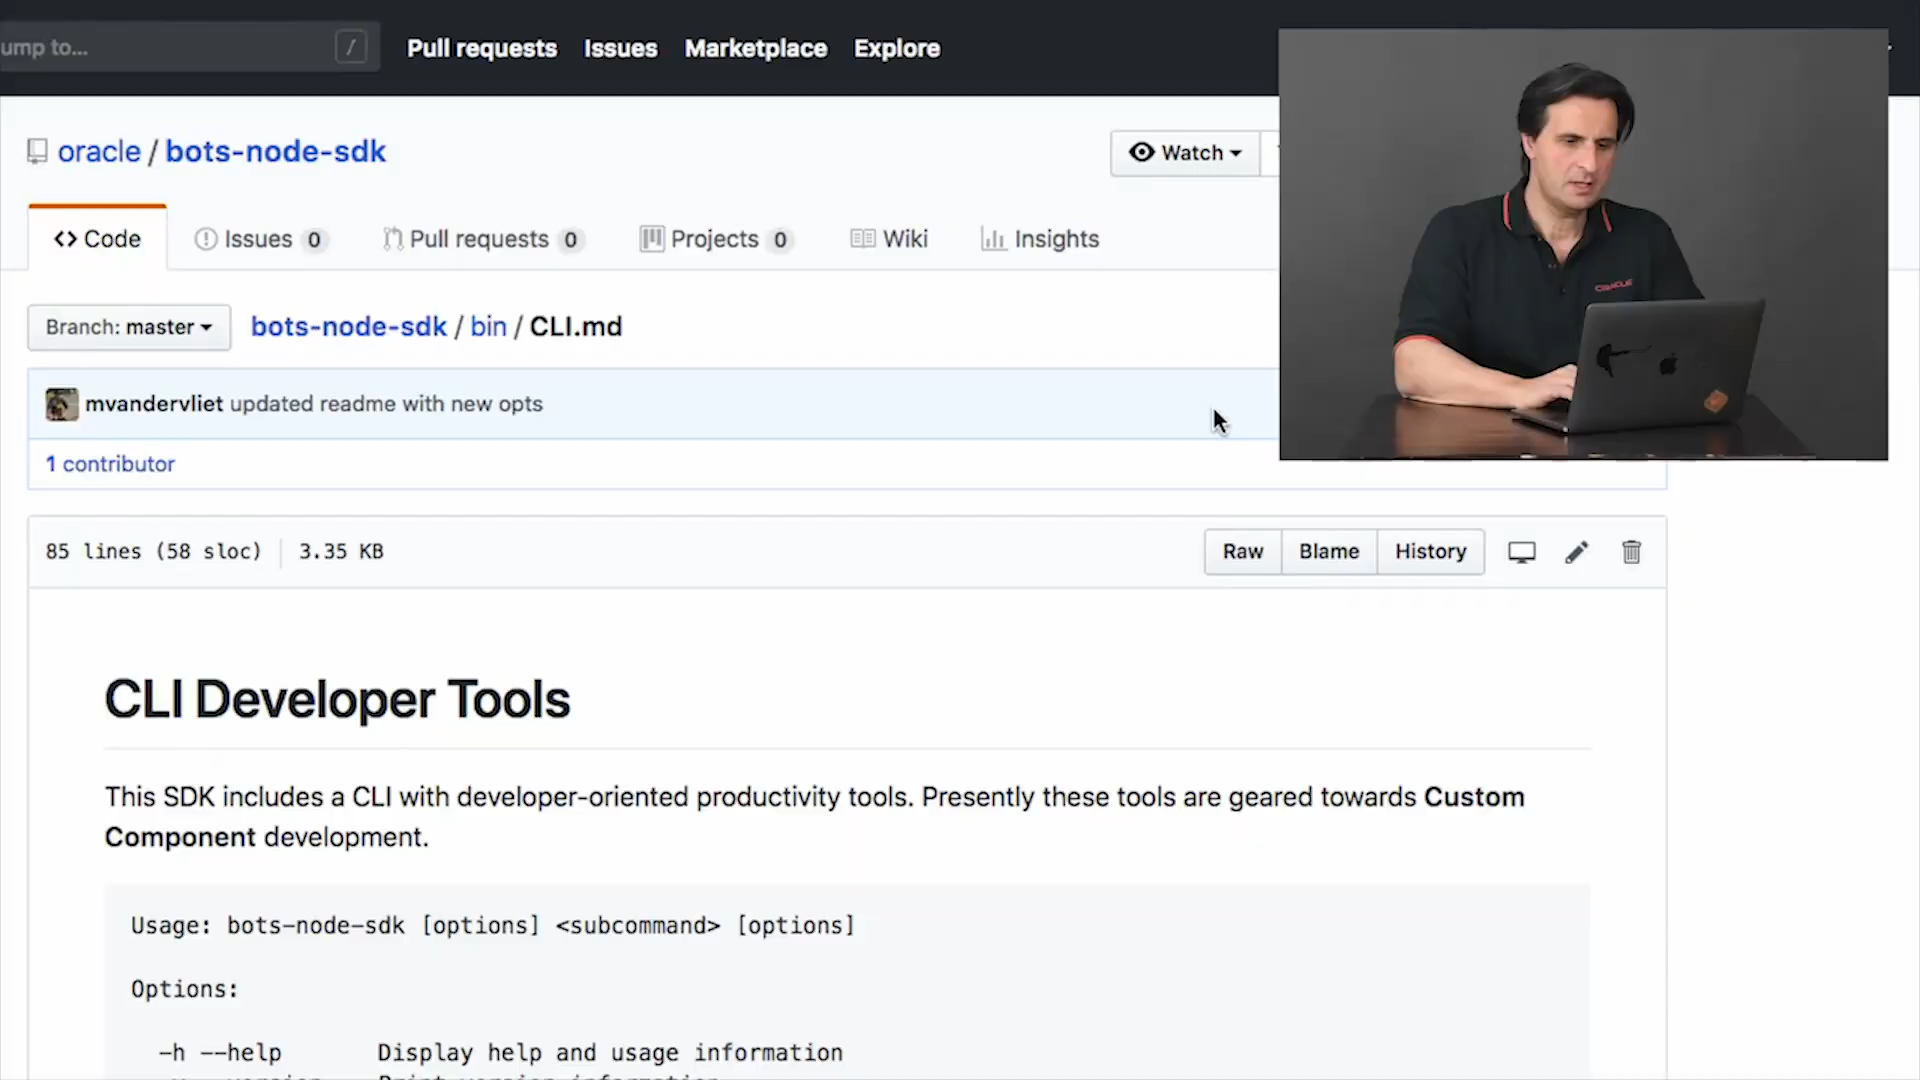 ump to... /
Pull requests Issues Marketplace Explore
oracle / bots-node-sdk
Watch
Code Issues 0 Pull requests 0 Projects 0 Wiki Insights
Branch: master bots-node-sdk / bin / CLI.md
mvandervliet updated readme with new opts
1 contributor
85 lines (58 sloc) 3.35 KB
Raw Blame History
CLI Developer Tools
This SDK includes a CLI with developer-oriented productivity tools. Presently these tools are geared towards Custom
Component development.
Usage: bots-node-sdk [options] <subcommand> [options]
Options:
-h --help Display help and usage information
ORACLE